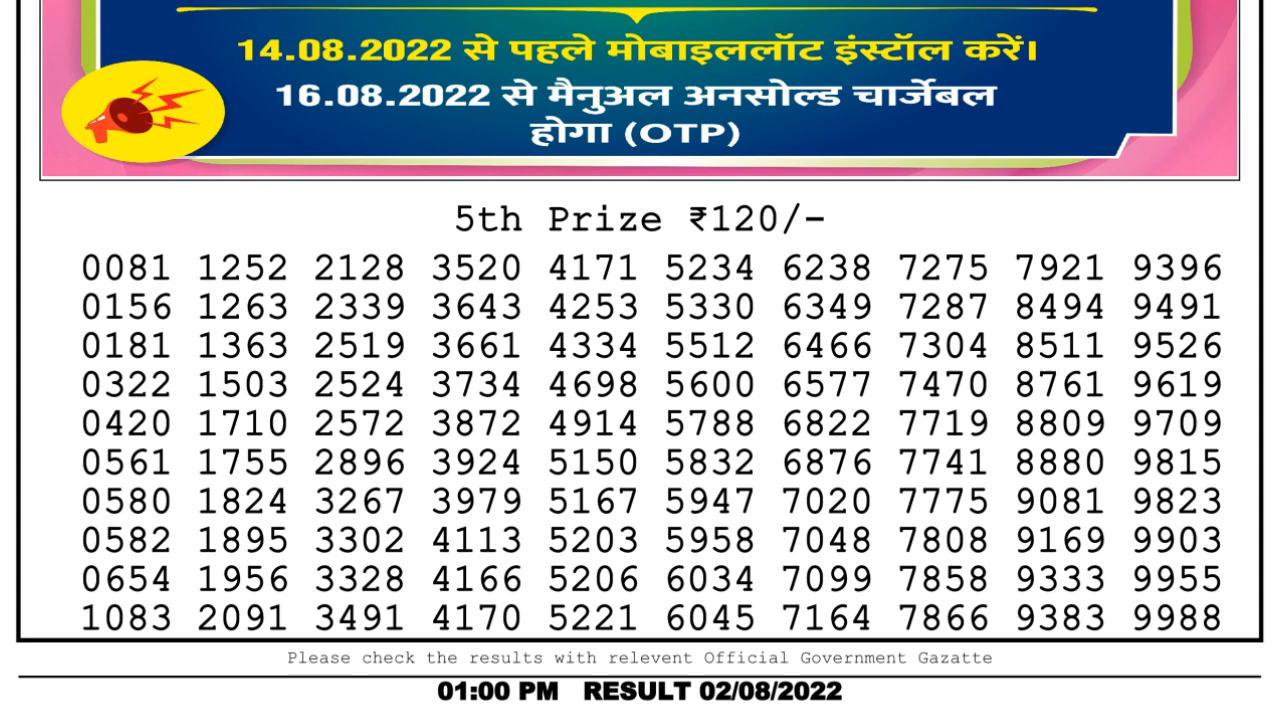 14.08.2022 से पहले मोबाइललॉट इंस्टॉल करें।
16.08.2022 से मैनुअल अनसोल्ड चार्जेबल
होगा (OTP)
5th Prize ₹120/-
0081 1252 2128 3520 4171 5234 6238 7275 7921 9396
0156 1263 2339 3643 4253 5330 6349 7287 8494 9491
0181 1363 2519 3661 4334 5512 6466 7304 8511 9526
0322 1503 2524 3734 4698 5600 6577 7470 8761 9619
0420 1710 2572 3872 4914 5788 6822 7719 8809 9709
0561 1755 2896 3924 5150 5832 6876 7741 8880 9815
0580 1824 3267 3979 5167 5947 7020 7775 9081 9823
0582 1895 3302 4113 5203 5958 7048 7808 9169 9903
0654 1956 3328 4166 5206 6034 7099 7858 9333 9955
1083 2091 3491 4170 5221 6045 7164 7866 9383 9988
Please check the results with relevent Official Government Gazatte
01:00 PM RESULT 02/08/2022